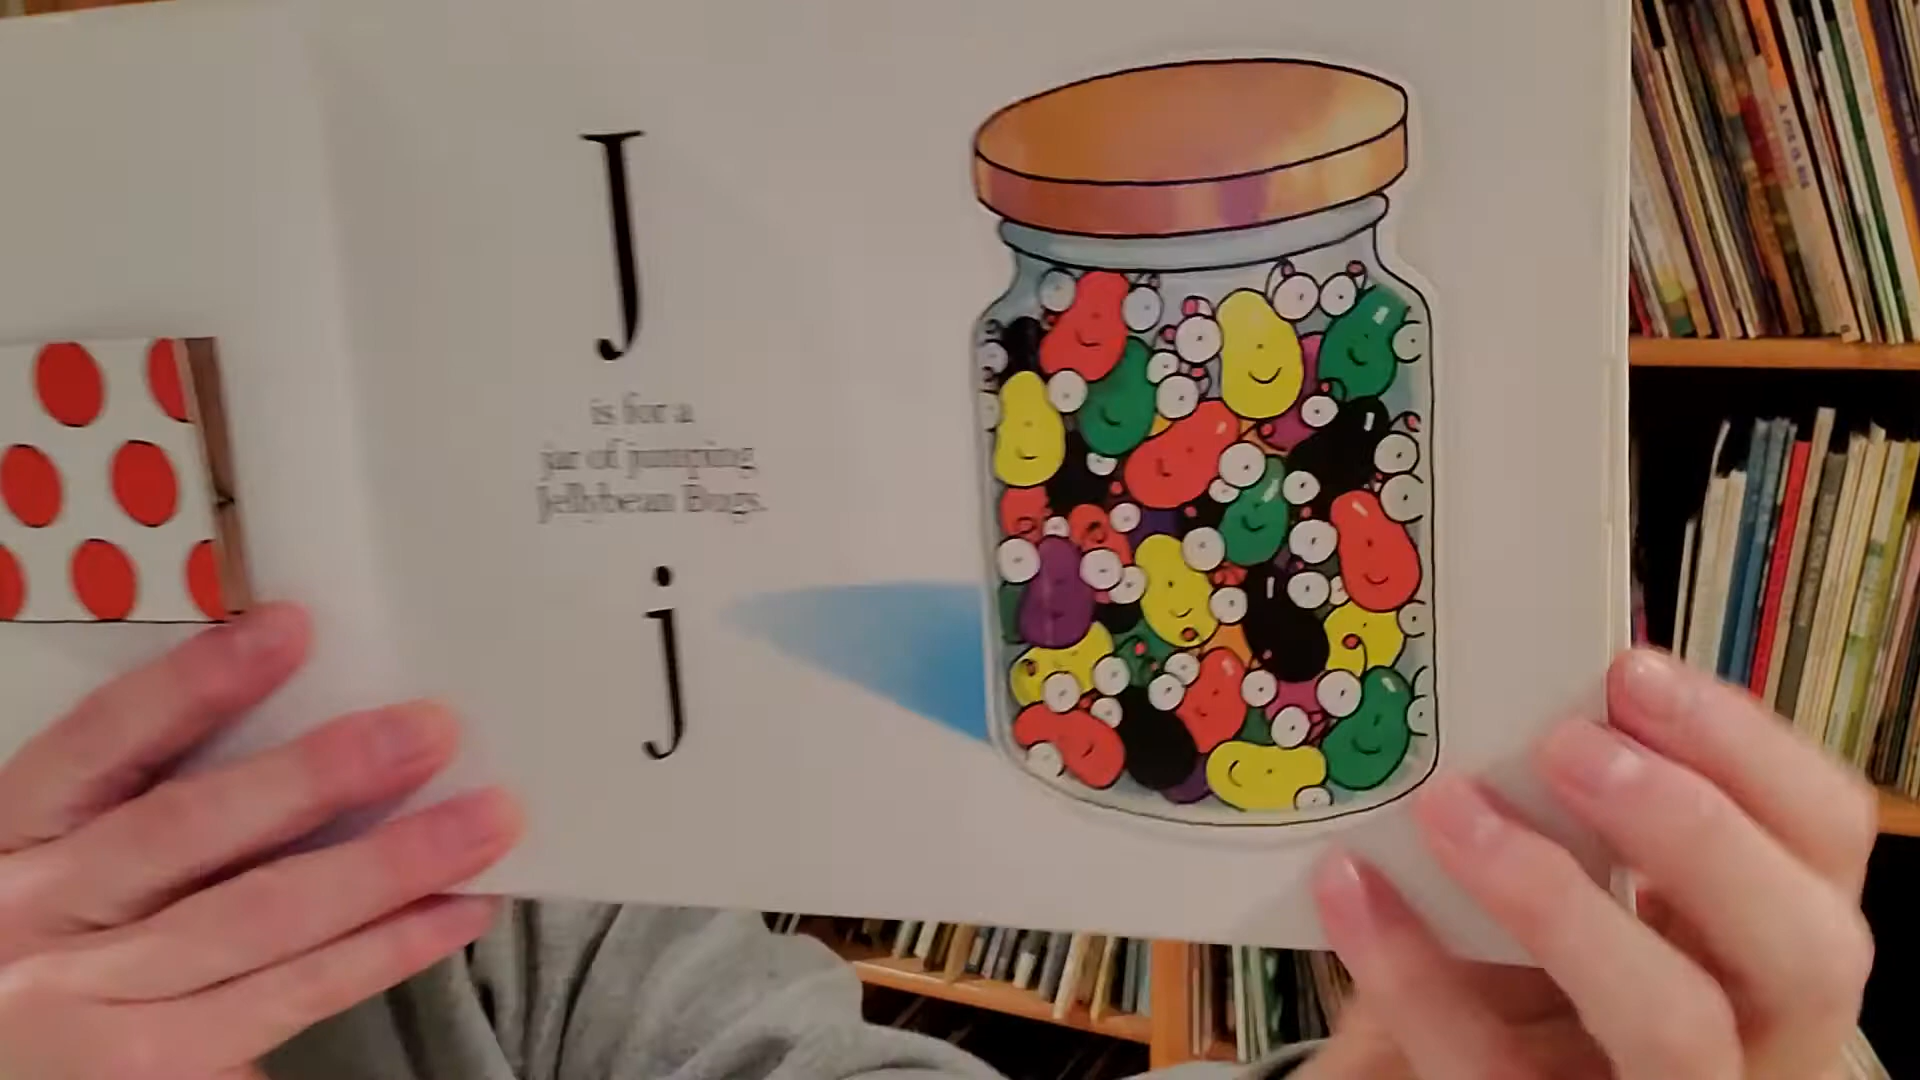 J
is for a
jar of jumping
Jellybean Bugs.
j